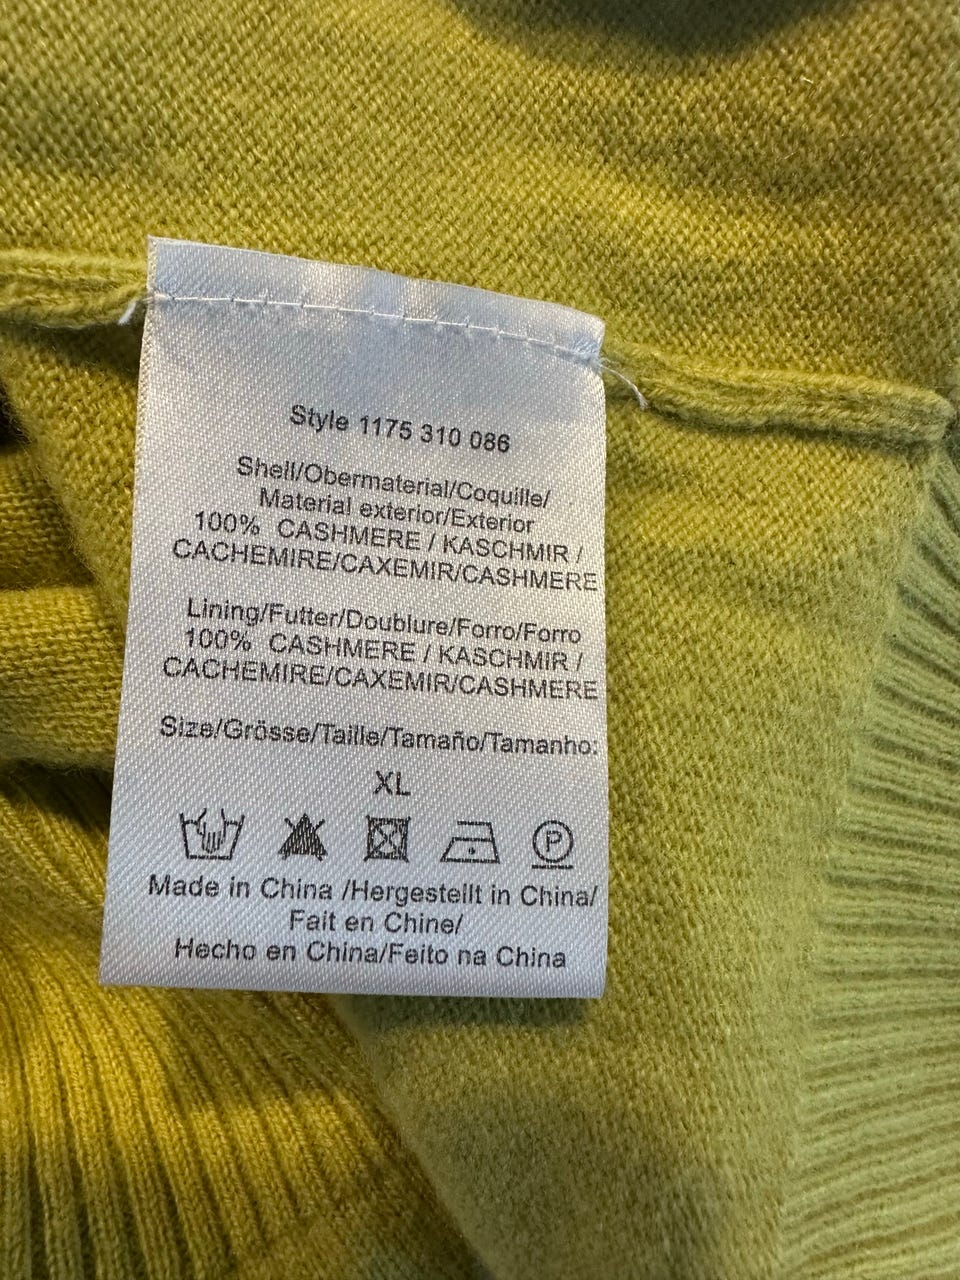 Style 1175 310 086
Shell/Obermaterial/Coquille/
Material exterior/Exterior
100% CASHMERE / KASCHMIR /
CACHEMIRE/CAXEMIR/CASHMERE
Lining/Futter/Doublure/Forro/Forro
100% CASHMERE / KASCHMIR /
CACHEMIRE/CAXEMIR/CASHMERE
Size/Grösse/Taille/Tamaño/Tamanho:
XL
P
Made in China /Hergestellt in China/
Fait en Chine/
Hecho en China/Feito na China